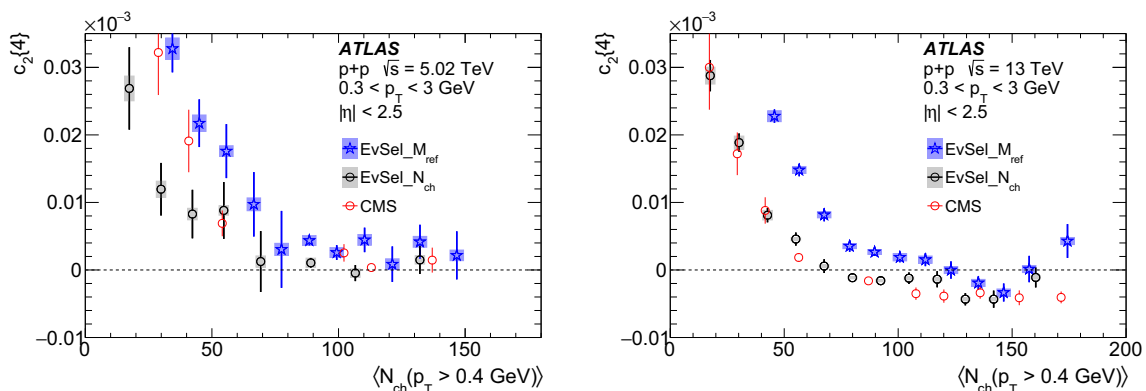 ×10⁻³
c₂{4}
0.03
0.02
0.01
0
−0.01
ATLAS
p+p √s = 5.02 TeV
0.3 < p_T < 3 GeV
|η| < 2.5
EvSel_M_ref
EvSel_N_ch
CMS
0 50 100 150
⟨N_ch(p_T > 0.4 GeV)⟩
×10⁻³
c₂{4}
0.03
0.02
0.01
0
−0.01
ATLAS
p+p √s = 13 TeV
0.3 < p_T < 3 GeV
|η| < 2.5
EvSel_M_ref
EvSel_N_ch
CMS
0 50 100 150 200
⟨N_ch(p_T > 0.4 GeV)⟩